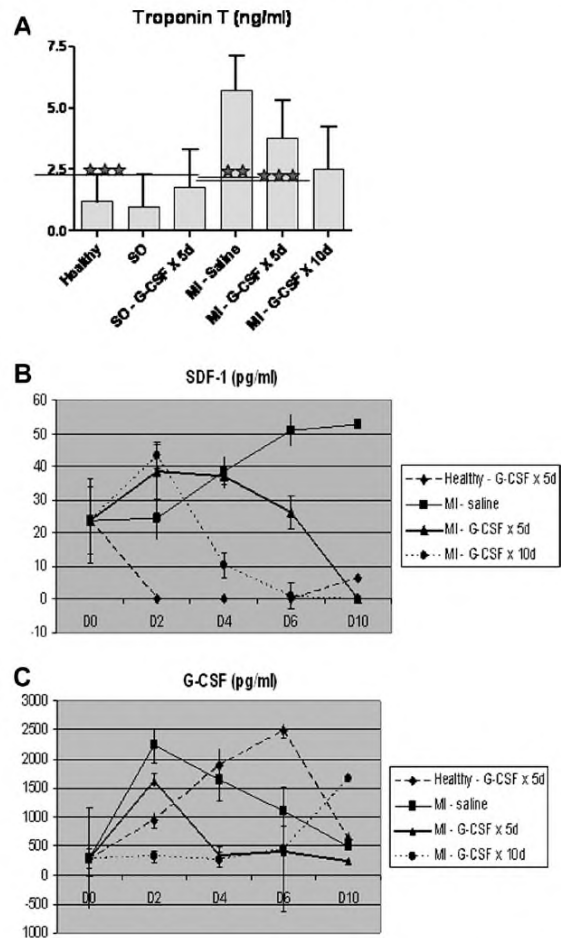 A
Troponin T (ng/ml)
7.5
5.0
2.5
0.0
Healthy
SO
SO - G-CSF X 5d
MI - Saline
MI - G-CSF X 5d
MI - G-CSF X 10d
B
SDF-1 (pg/ml)
60
50
40
30
20
10
0
-10
D0
D2
D4
D6
D10
Healthy - G-CSF x 5d
MI - saline
MI - G-CSF x 5d
MI - G-CSF x 10d
C
G-CSF (pg/ml)
3000
2500
2000
1500
1000
500
0
500
1000
D0
D2
D4
D6
D10
Healthy - G-CSF x 5d
MI - saline
MI - G-CSF x 5d
MI - G-CSF x 10d